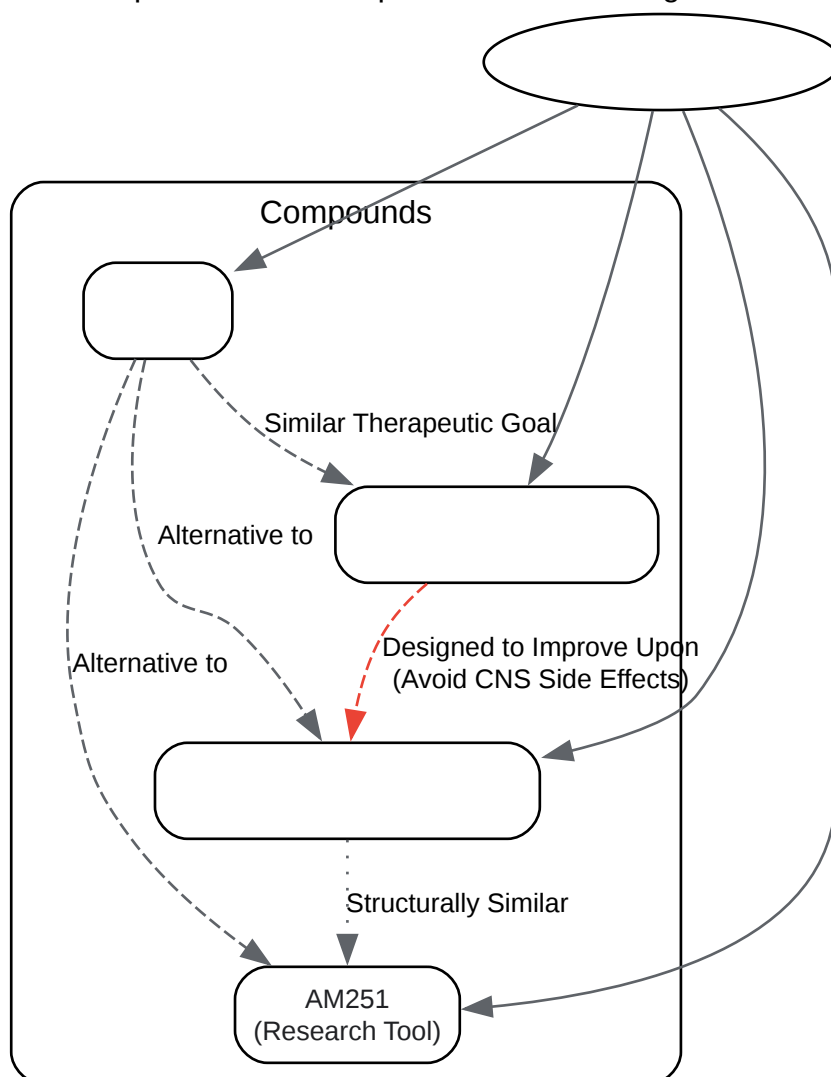 Compounds
Similar Therapeutic Goal
Alternative to
Designed to Improve Upon
(Avoid CNS Side Effects)
Alternative to
Structurally Similar
AM251
(Research Tool)